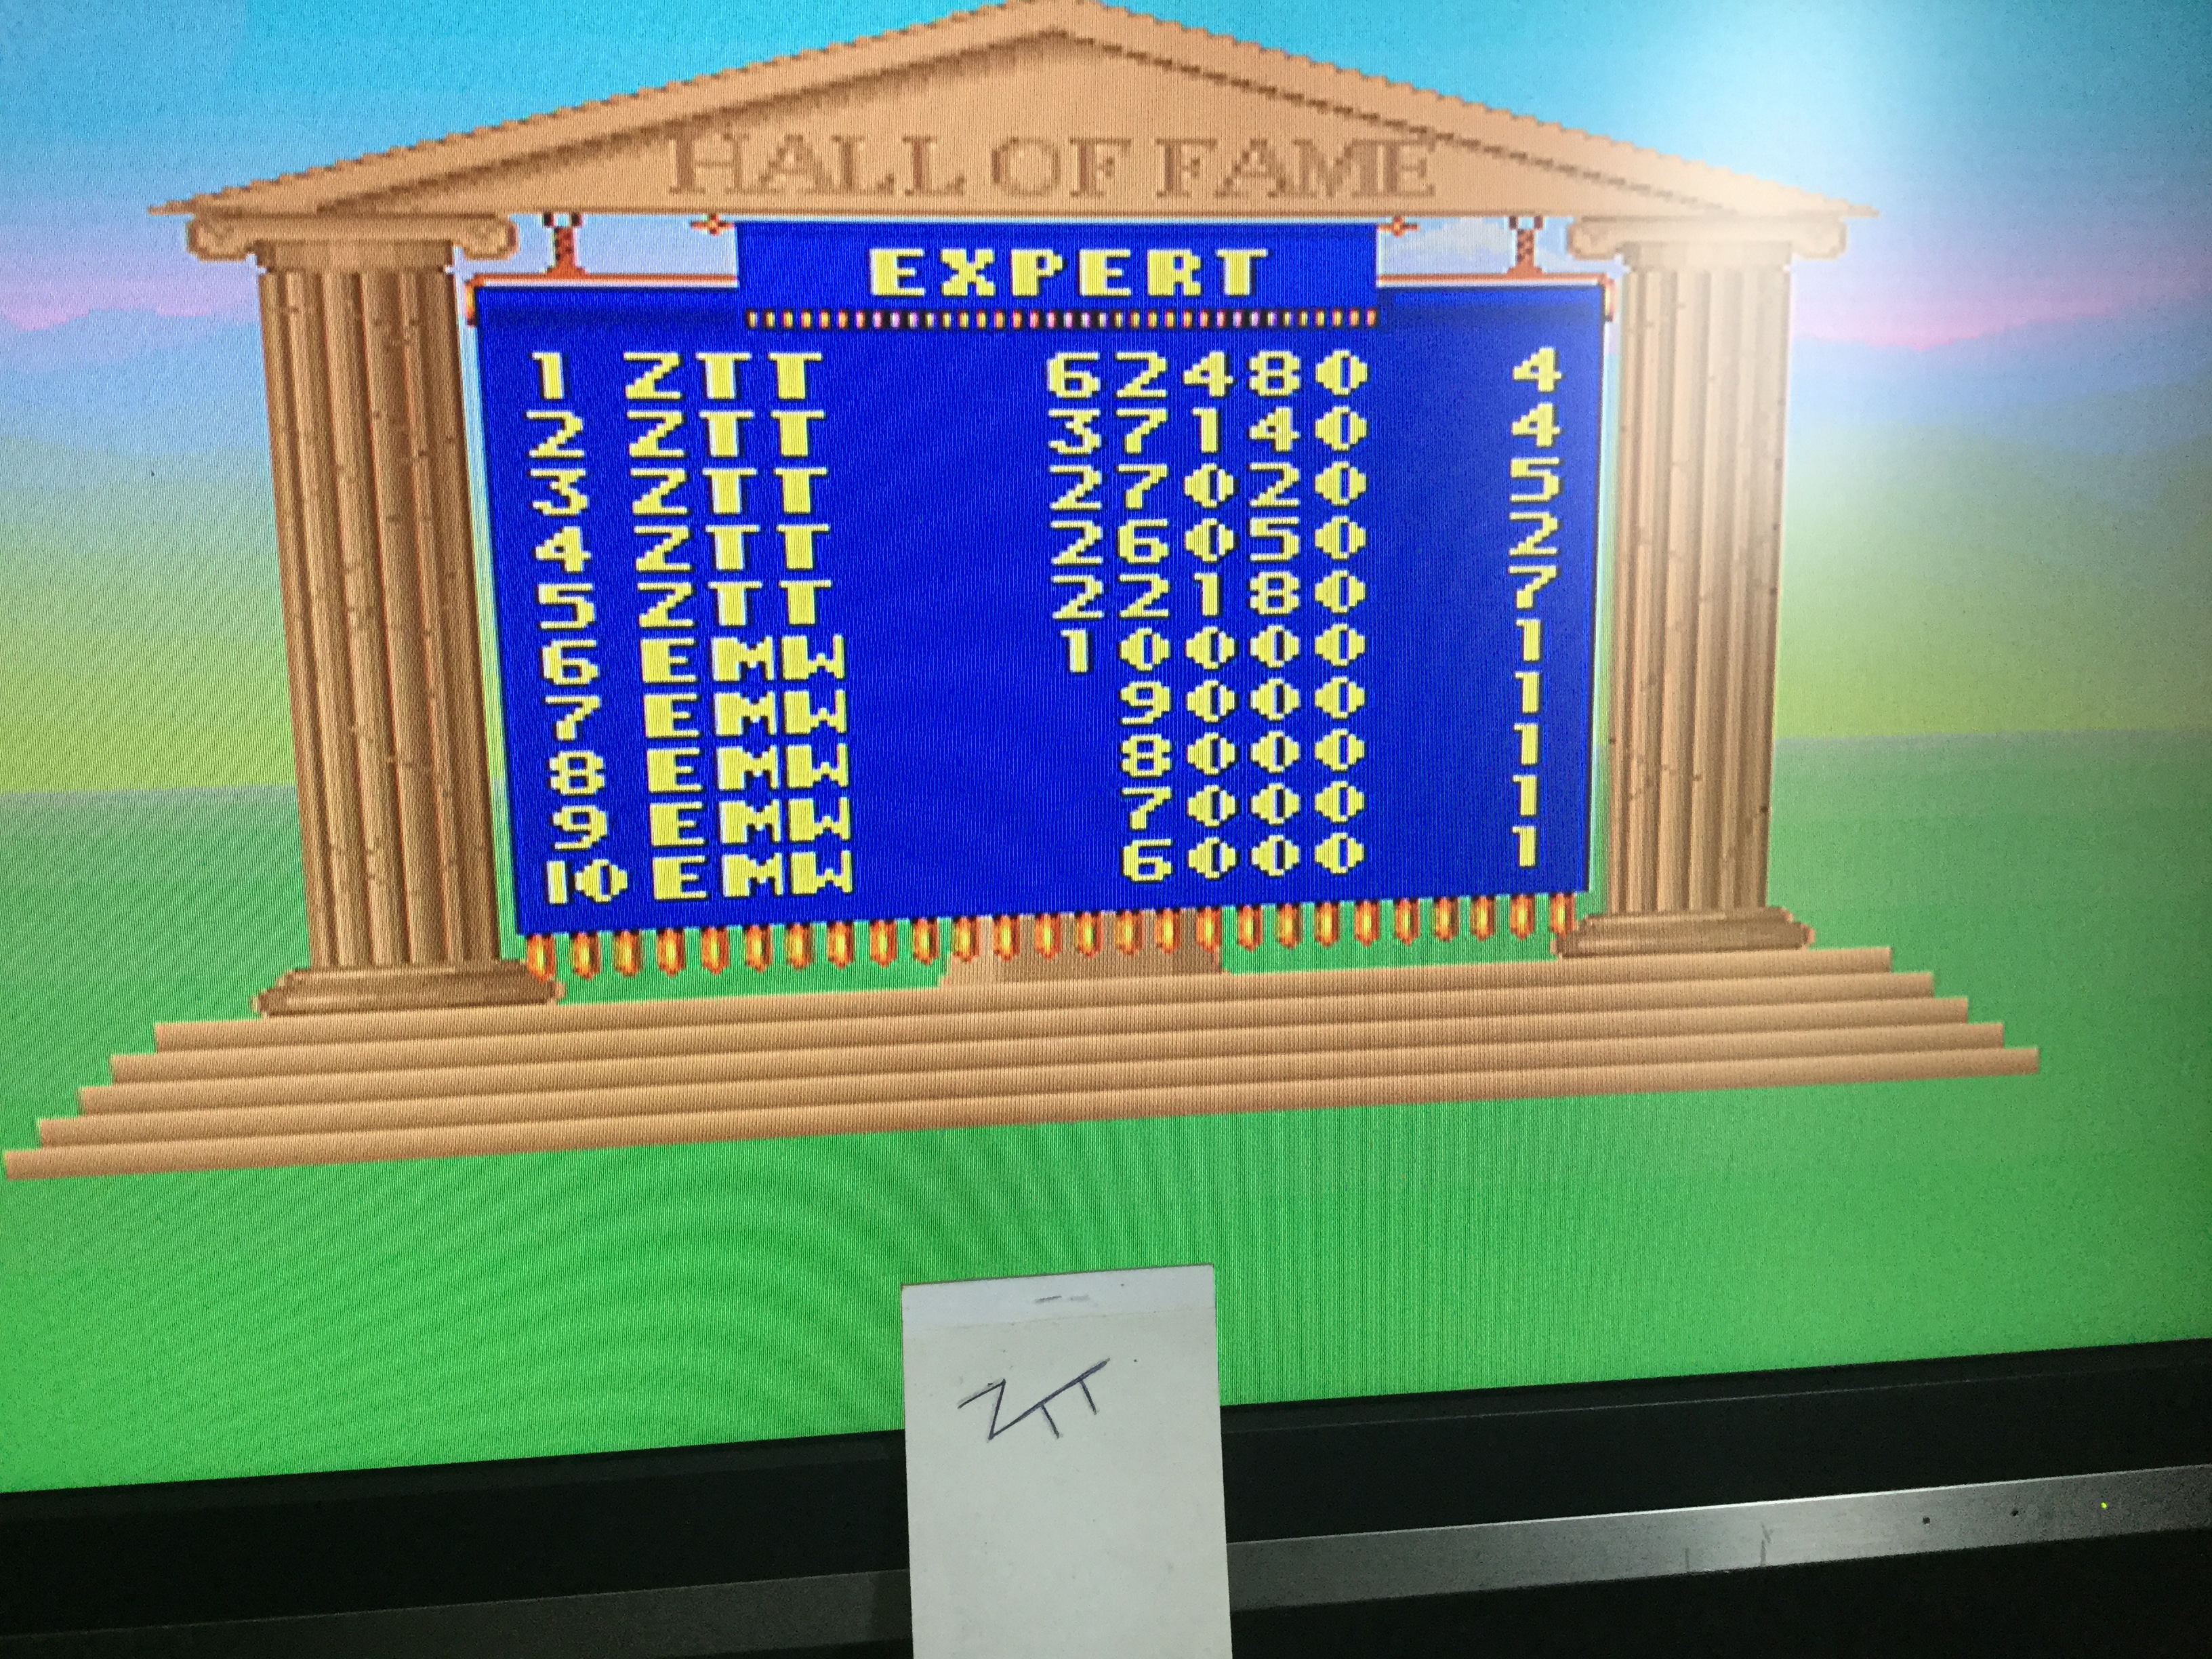 HALL OF FAME
EXPERT
1 ZTT 62480 4
2 ZTT 37140 4
3 ZTT 27020 5
4 ZTT 26050 2
5 ZTT 22180 7
6 EMW 10000 1
7 EMW 9000 1
8 EMW 8000 1
9 EMW 7000 1
10 EMW 6000 1
ZTT